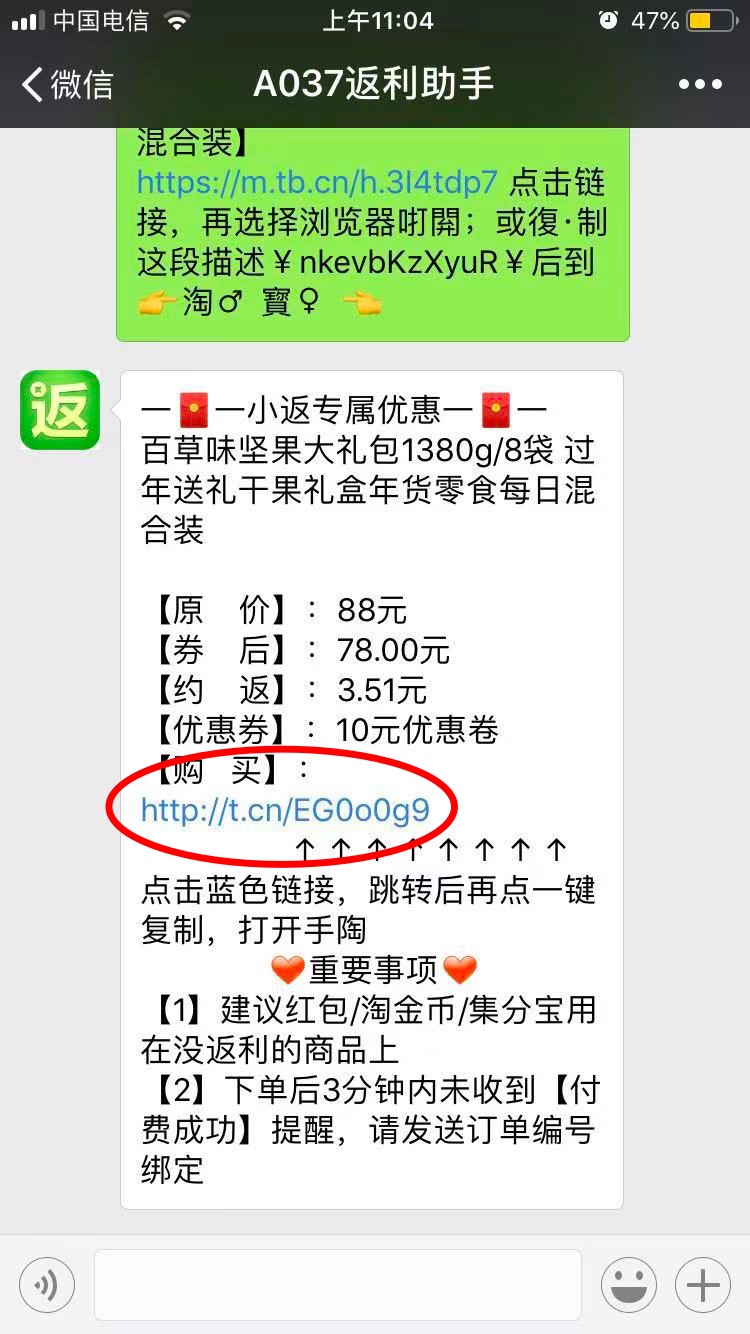 中国电信 上午11:04 47%
微信 A037返利助手
混合装】
https://m.tb.cn/h.3I4tdp7 点击链
接，再选择浏览器咑閞；或復·制
这段描述￥nkevbKzXyuR￥后到
👉淘♂ 寳♀ 👈
返
一🧧一小返专属优惠一🧧一
百草味坚果大礼包1380g/8袋 过
年送礼干果礼盒年货零食每日混
合装
【原 价】：88元
【券 后】：78.00元
【约 返】：3.51元
【优惠券】：10元优惠卷
【购 买】：
http://t.cn/EG0o0g9
↑ ↑ ↑ ↑ ↑ ↑ ↑ ↑
点击蓝色链接，跳转后再点一键
复制，打开手陶
❤重要事项❤
【1】建议红包/淘金币/集分宝用
在没返利的商品上
【2】下单后3分钟内未收到【付
费成功】提醒，请发送订单编号
绑定